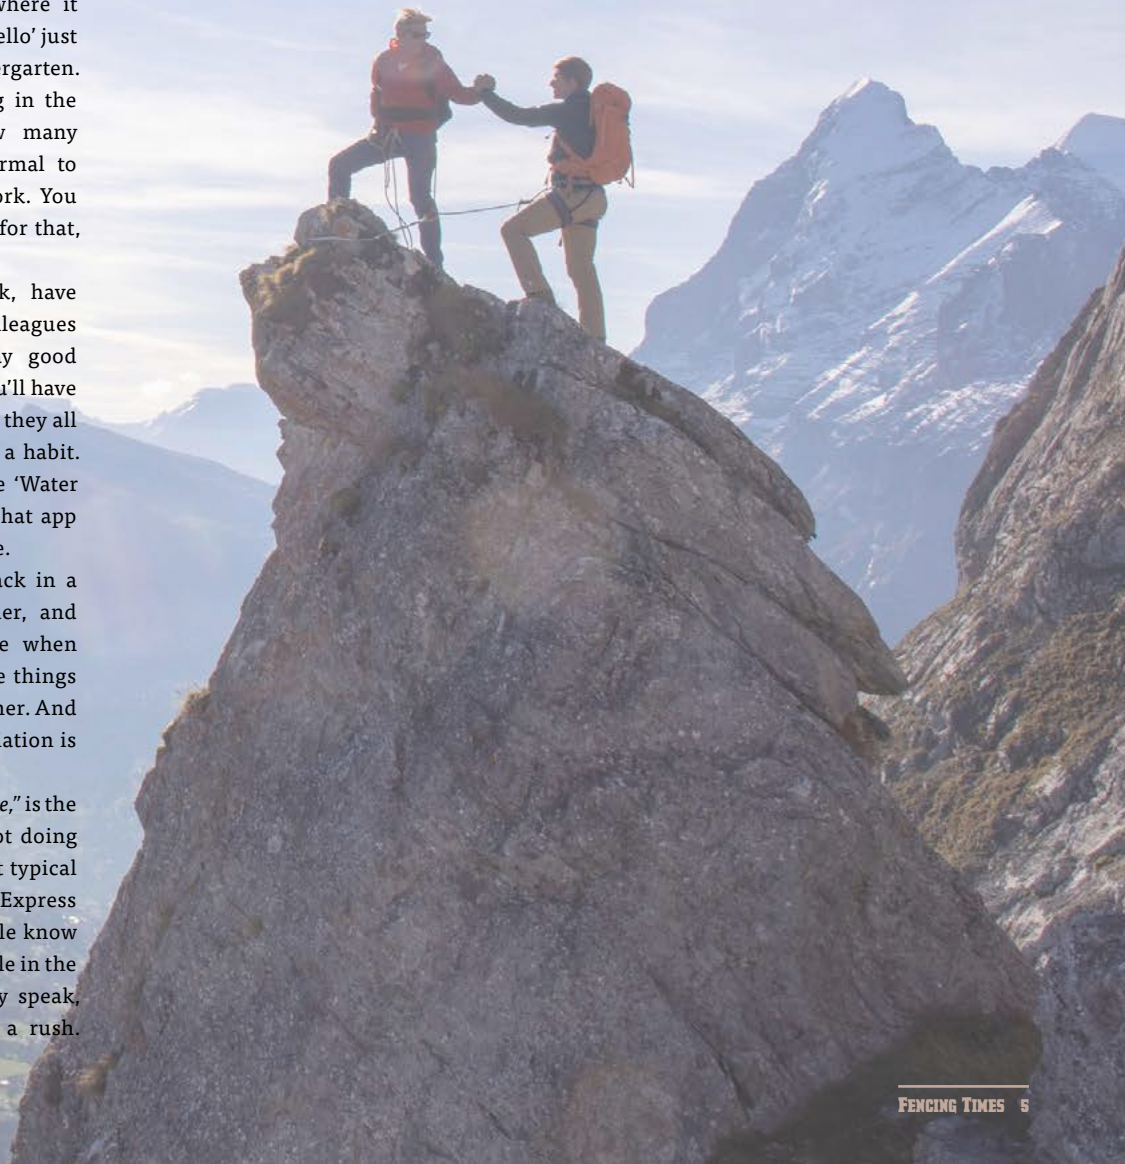 where it
ello’ just
ergarten.
g in the
w many
rmal to
ork. You
for that,
k, have
lleagues
y good
u’ll have
they all
a habit.
e ‘Water
hat app
e.
ack in a
er, and
e when
e things
her. And
ation is
e,” is the
ot doing
t typical
Express
le know
le in the
y speak,
a rush.
FENCING TIMES 5